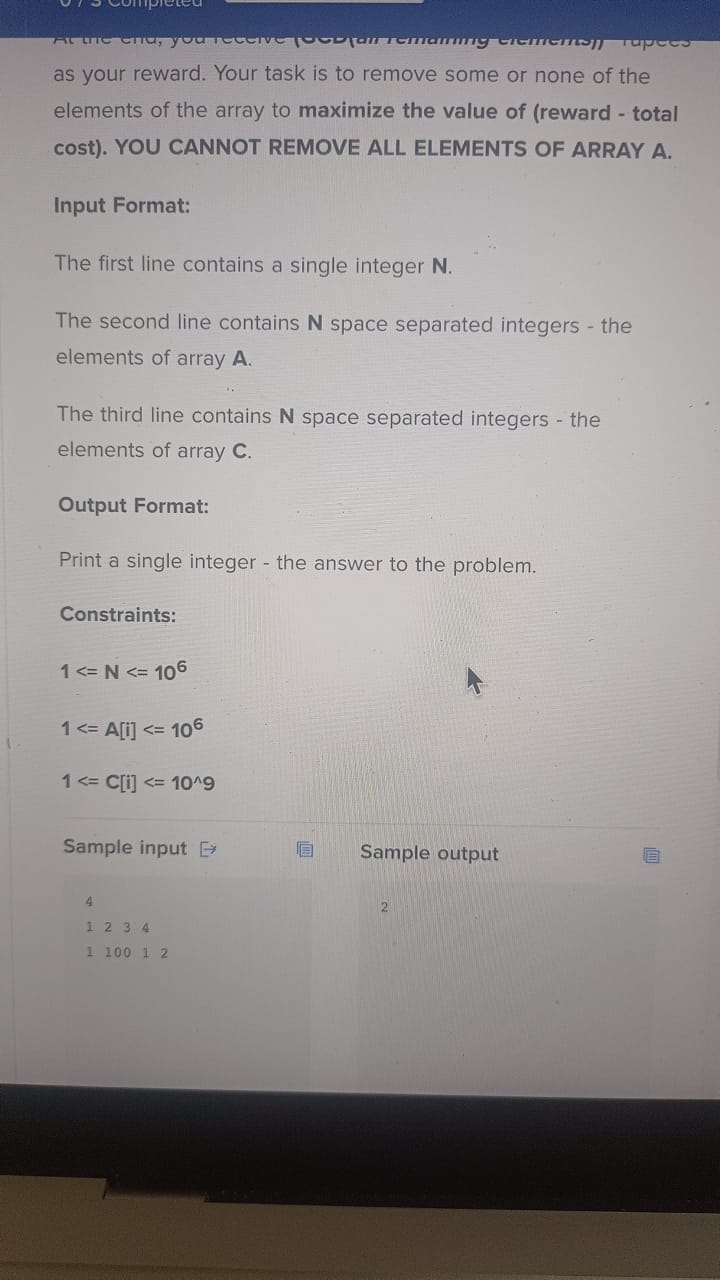 0 / 3 Completed
At the end, you receive (GCD(all remaining elements)) rupees
as your reward. Your task is to remove some or none of the
elements of the array to maximize the value of (reward - total
cost). YOU CANNOT REMOVE ALL ELEMENTS OF ARRAY A.
Input Format:
The first line contains a single integer N.
The second line contains N space separated integers - the
elements of array A.
The third line contains N space separated integers - the
elements of array C.
Output Format:
Print a single integer - the answer to the problem.
Constraints:
1 <= N <= 10^6
1 <= A[i] <= 10^6
1 <= C[i] <= 10^9
Sample input
Sample output
4
1 2 3 4
1 100 1 2
2